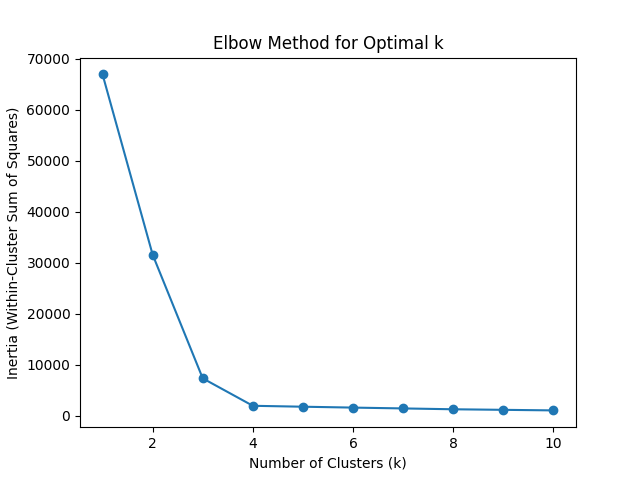 Elbow Method for Optimal k
70000
60000
50000
40000
30000
20000
10000
0
Inertia (Within-Cluster Sum of Squares)
2 4 6 8 10
Number of Clusters (k)